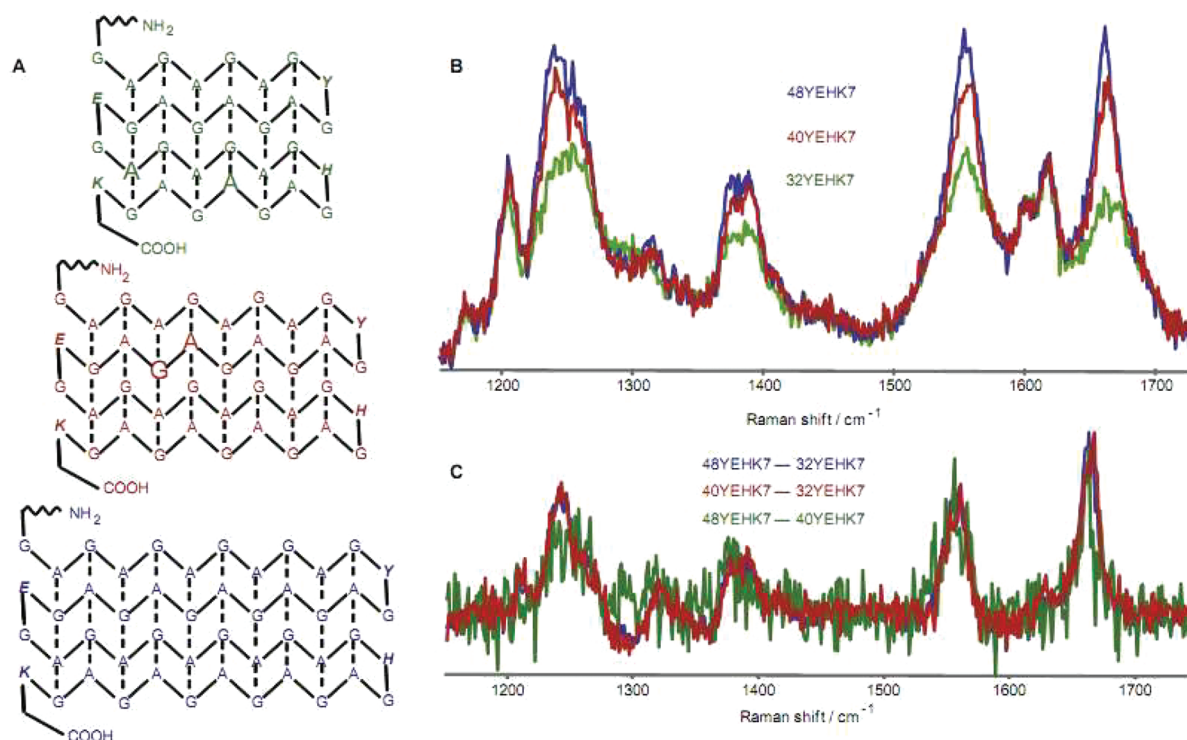 A
NH2
G G G G
A A A Y
E A A A
G G G G
G G G G
A A A H
K A A A
G G G G
COOH
NH2
G G G G G
A A A A Y
E A A A A
G G G G G
G G G G G
A A A A H
K A A A A
G G G G G
COOH
NH2
G G G G G G
A A A A A Y
E A A A A A
G G G G G G
G G G G G G
A A A A A H
K A A A A A
G G G G G G
COOH
B
48YEHK7
40YEHK7
32YEHK7
1200 1300 1400 1500 1600 1700
Raman shift / cm⁻¹
C
48YEHK7 — 32YEHK7
40YEHK7 — 32YEHK7
48YEHK7 — 40YEHK7
1200 1300 1400 1500 1600 1700
Raman shift / cm⁻¹